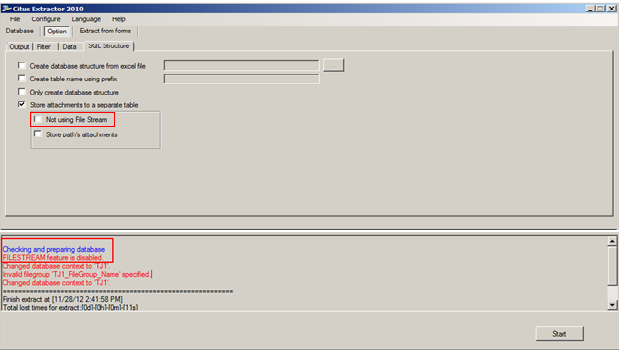 Citus Extractor 2010
File Configure Language Help
Database Option Extract from forms
Output Filter Data SQL Structure
Create database structure from excel file
...
Create table name using prefix
Only create database structure
Store attachments to a separate table
Not using File Stream
Store path's attachments
Checking and preparing database
FILESTREAM feature is disabled.
Changed database context to 'TJ1'.
Invalid filegroup 'TJ1_FileGroup_Name' specified.
Changed database context to 'TJ1'.
==========================================================
Finish extract at [11/28/12 2:41:58 PM]
Total lost times for extract:[0d]-[0h]-[0m]-[11s]
Start